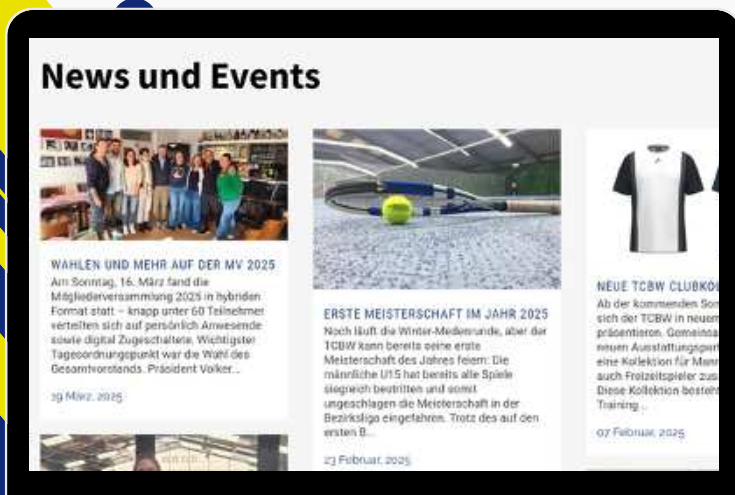 News und Events
WAHLEN UND MEHR AUF DER MV 2025
Am Sonntag, 16. März fand die
Mitgliederversammlung 2025 in hybriden
Format statt – knapp unter 60 Teilnehmer
verteilten sich auf persönlich Anwesende
sowie digital Zugeschaltete. Wichtigster
Tagesordnungspunkt war die Wahl des
Gesamtvorstands. Präsident Volker...
19 März, 2025
ERSTE MEISTERSCHAFT IM JAHR 2025
Noch läuft die Winter-Medenrunde, aber der
TCBW kann bereits seine erste
Meisterschaft des Jahres feiern: Die
männliche U15 hat bereits alle Spiele
siegreich bestritten und somit
ungeschlagen die Meisterschaft in der
Bezirksliga eingefahren. Trotz des auf den
ersten B...
23 Februar, 2025
NEUE TCBW CLUBKOL
Ab der kommenden Som
sich der TCBW in neuem
präsentieren. Gemeinsa
neuen Ausstattungspart
eine Kollektion für Mann
auch Freizeitspieler zus
Diese Kollektion besteht
Training...
07 Februar, 2025